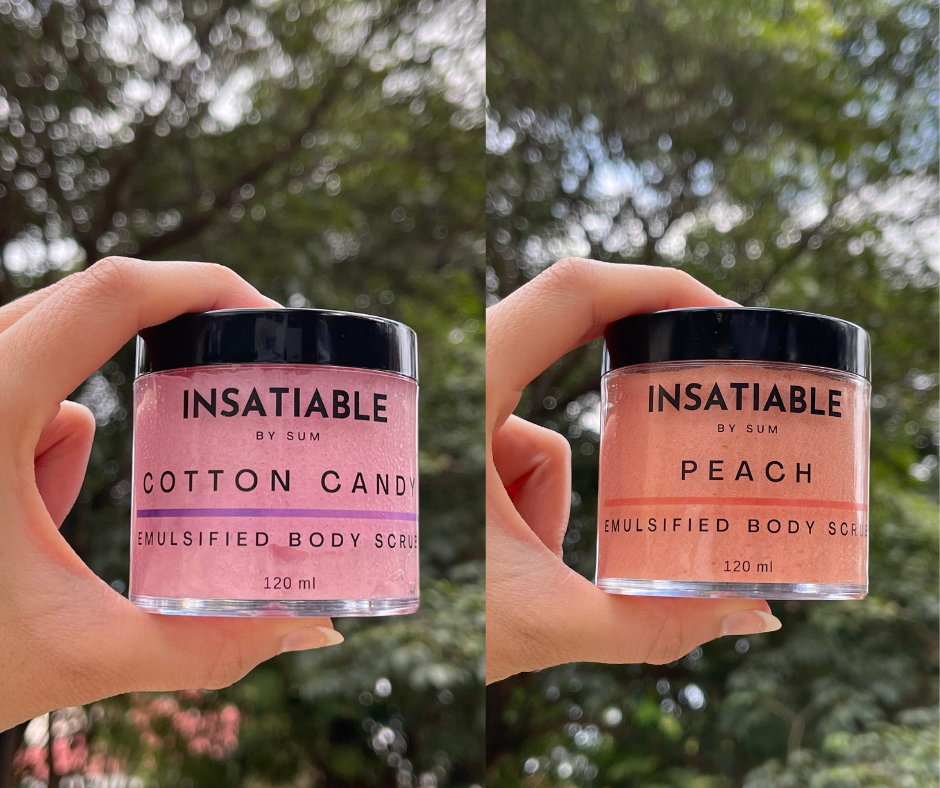 INSATIABLE
BY SUM
COTTON CANDY
EMULSIFIED BODY SCRUB
120 ml
INSATIABLE
BY SUM
PEACH
EMULSIFIED BODY SCRUB
120 ml